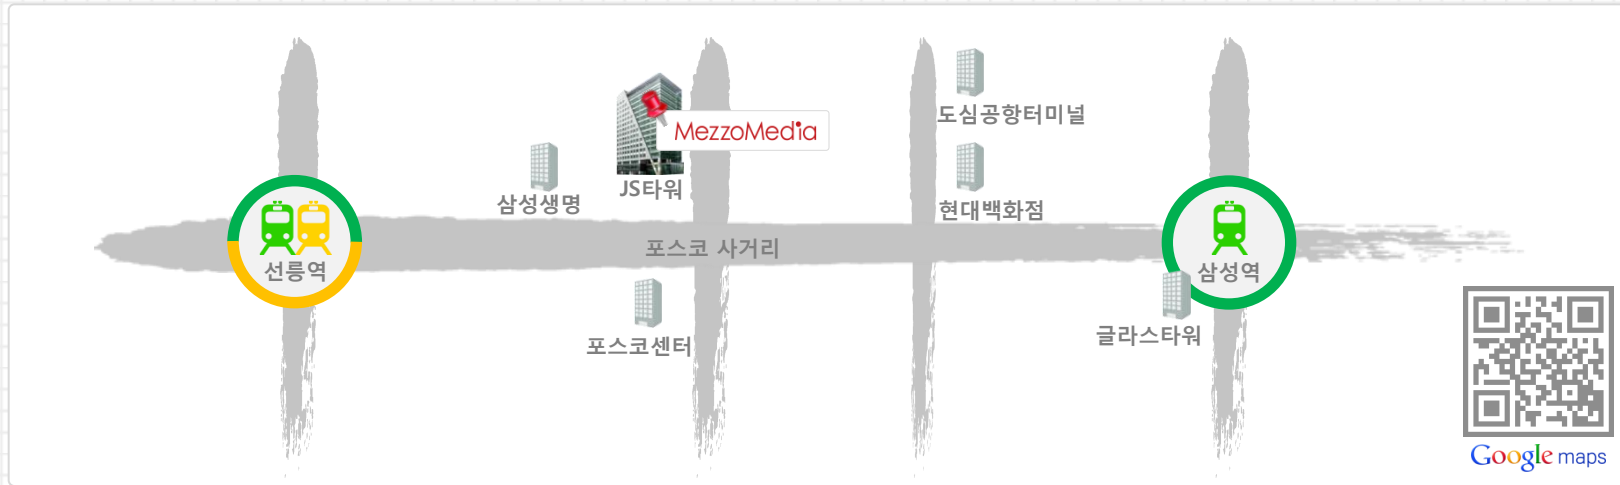 도심공항터미널
MezzoMedia
JS타워
삼성생명
현대백화점
포스코 사거리
선릉역
삼성역
글라스타워
포스코센터
Google maps